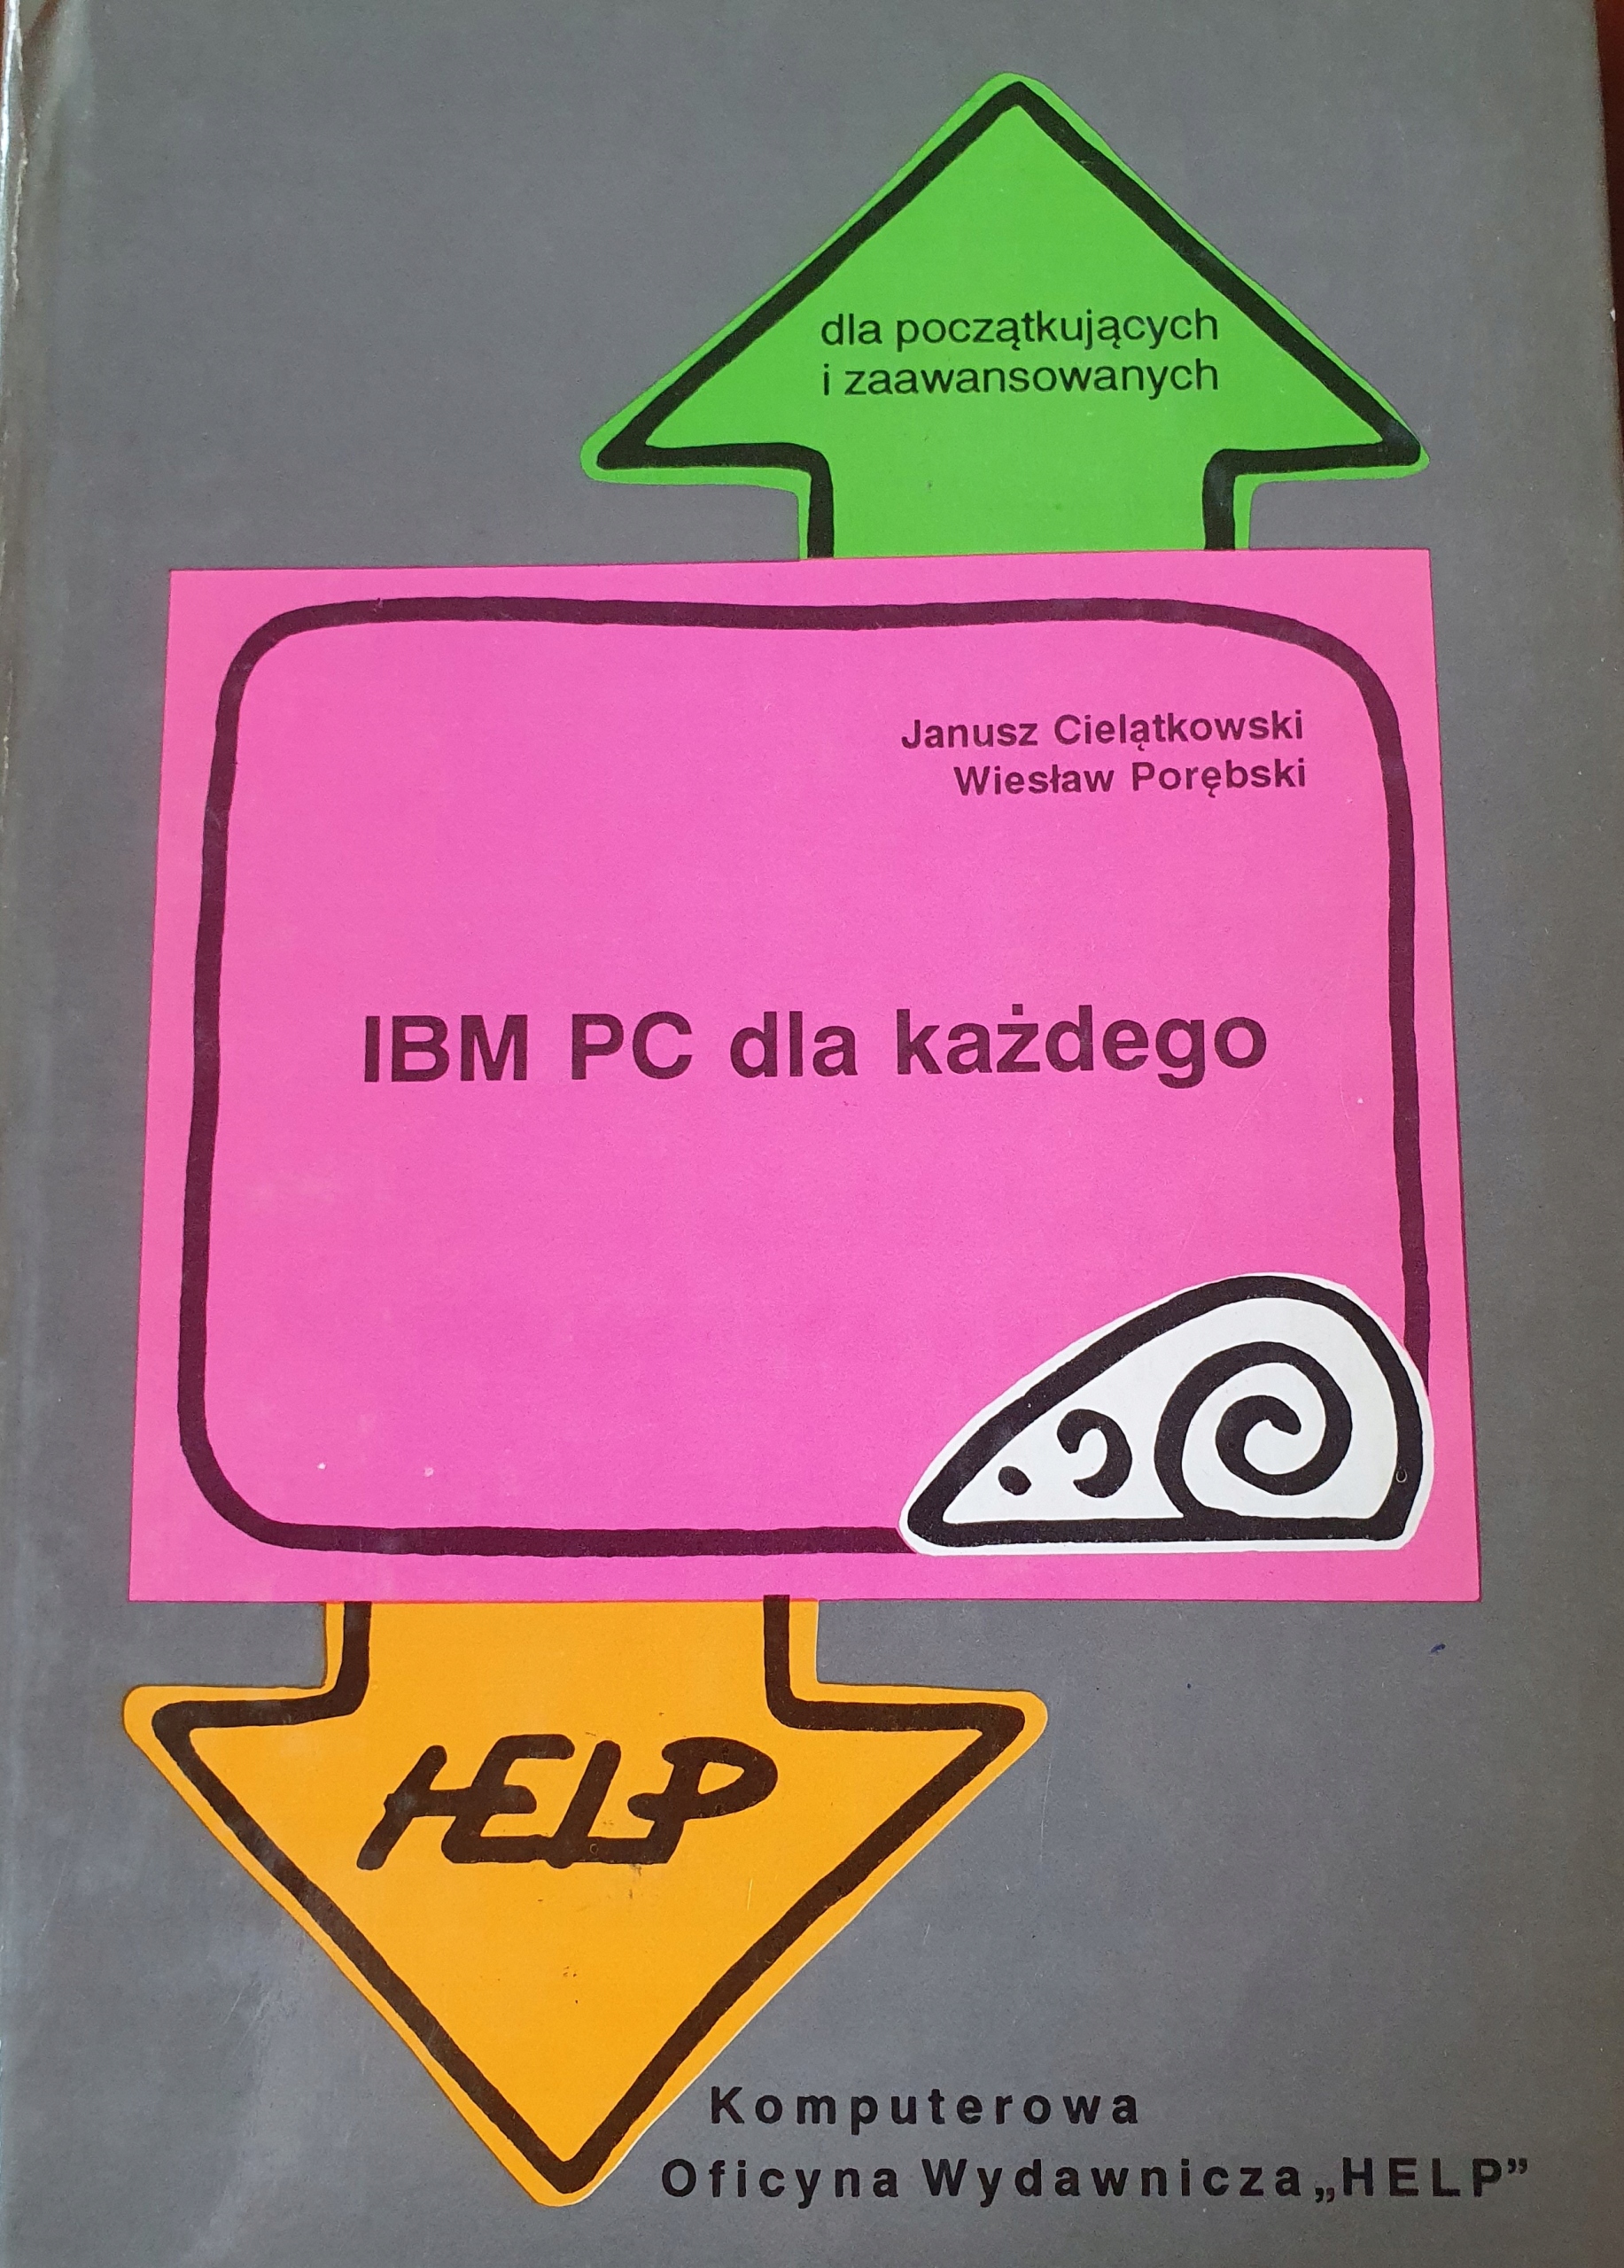 dla początkujących
i zaawansowanych
Janusz Cielątkowski
Wiesław Porębski
IBM PC dla każdego
HELP
Komputerowa
Oficyna Wydawnicza „HELP”